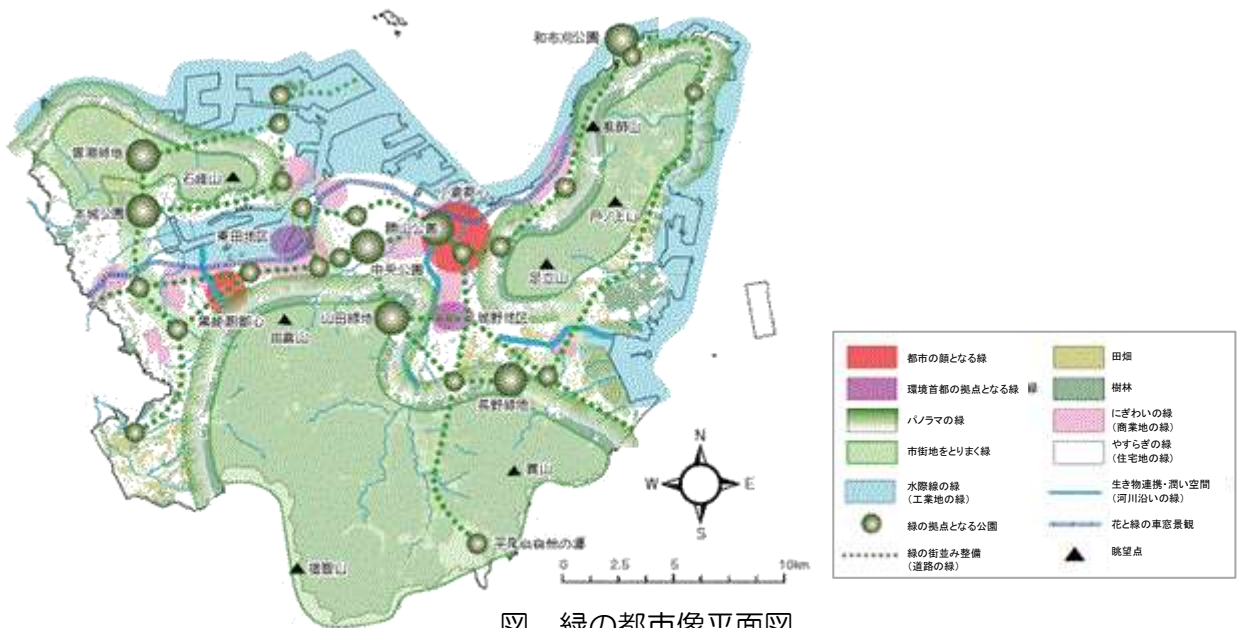 和布刈公園
風師山
響灘緑地
石峰山
小倉都心
戸ノ上山
本城公園
勝山公園
東田地区
中央公園
足立山
黒崎副都心
山田緑地
城野地区
皿倉山
長野緑地
貫山
平尾台自然の郷
福智山
N
W
E
S
0 2.5 5 10km
都市の顔となる緑
環境首都の拠点となる緑
パノラマの緑
市街地をとりまく緑
水際線の緑
(工業地の緑)
緑の拠点となる公園
緑の街並み整備
(道路の緑)
緑
田畑
樹林
にぎわいの緑
(商業地の緑)
やすらぎの緑
(住宅地の緑)
生き物連携・潤い空間
(河川沿いの緑)
花と緑の車窓景観
眺望点
図 緑の都市像平面図